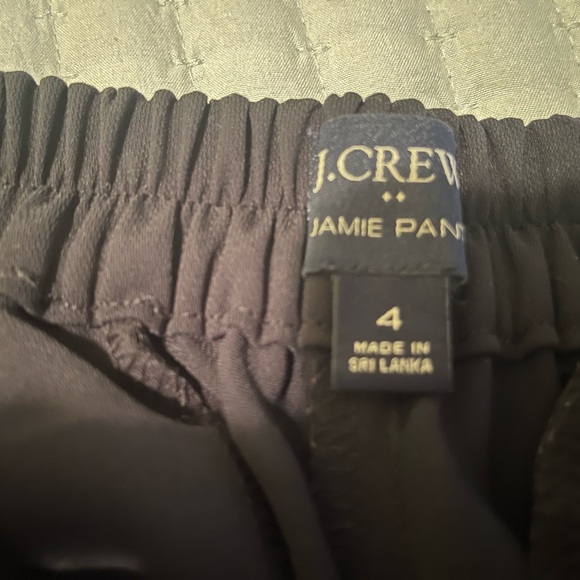 J.CREW
JAMIE PANT
4
MADE IN
SRI LANKA